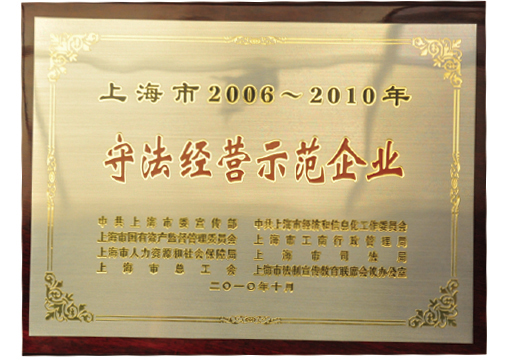 上海市2006～2010年
守法经营示范企业
中共上海市委宣传部 中共上海市经济和信息化工作委员会
上海市国有资产监督管理委员会 上海市工商行政管理局
上海市人力资源和社会保障局 上海市司法局
上海市总工会 上海市法制宣传教育联席会议办公室
二〇一〇年十月